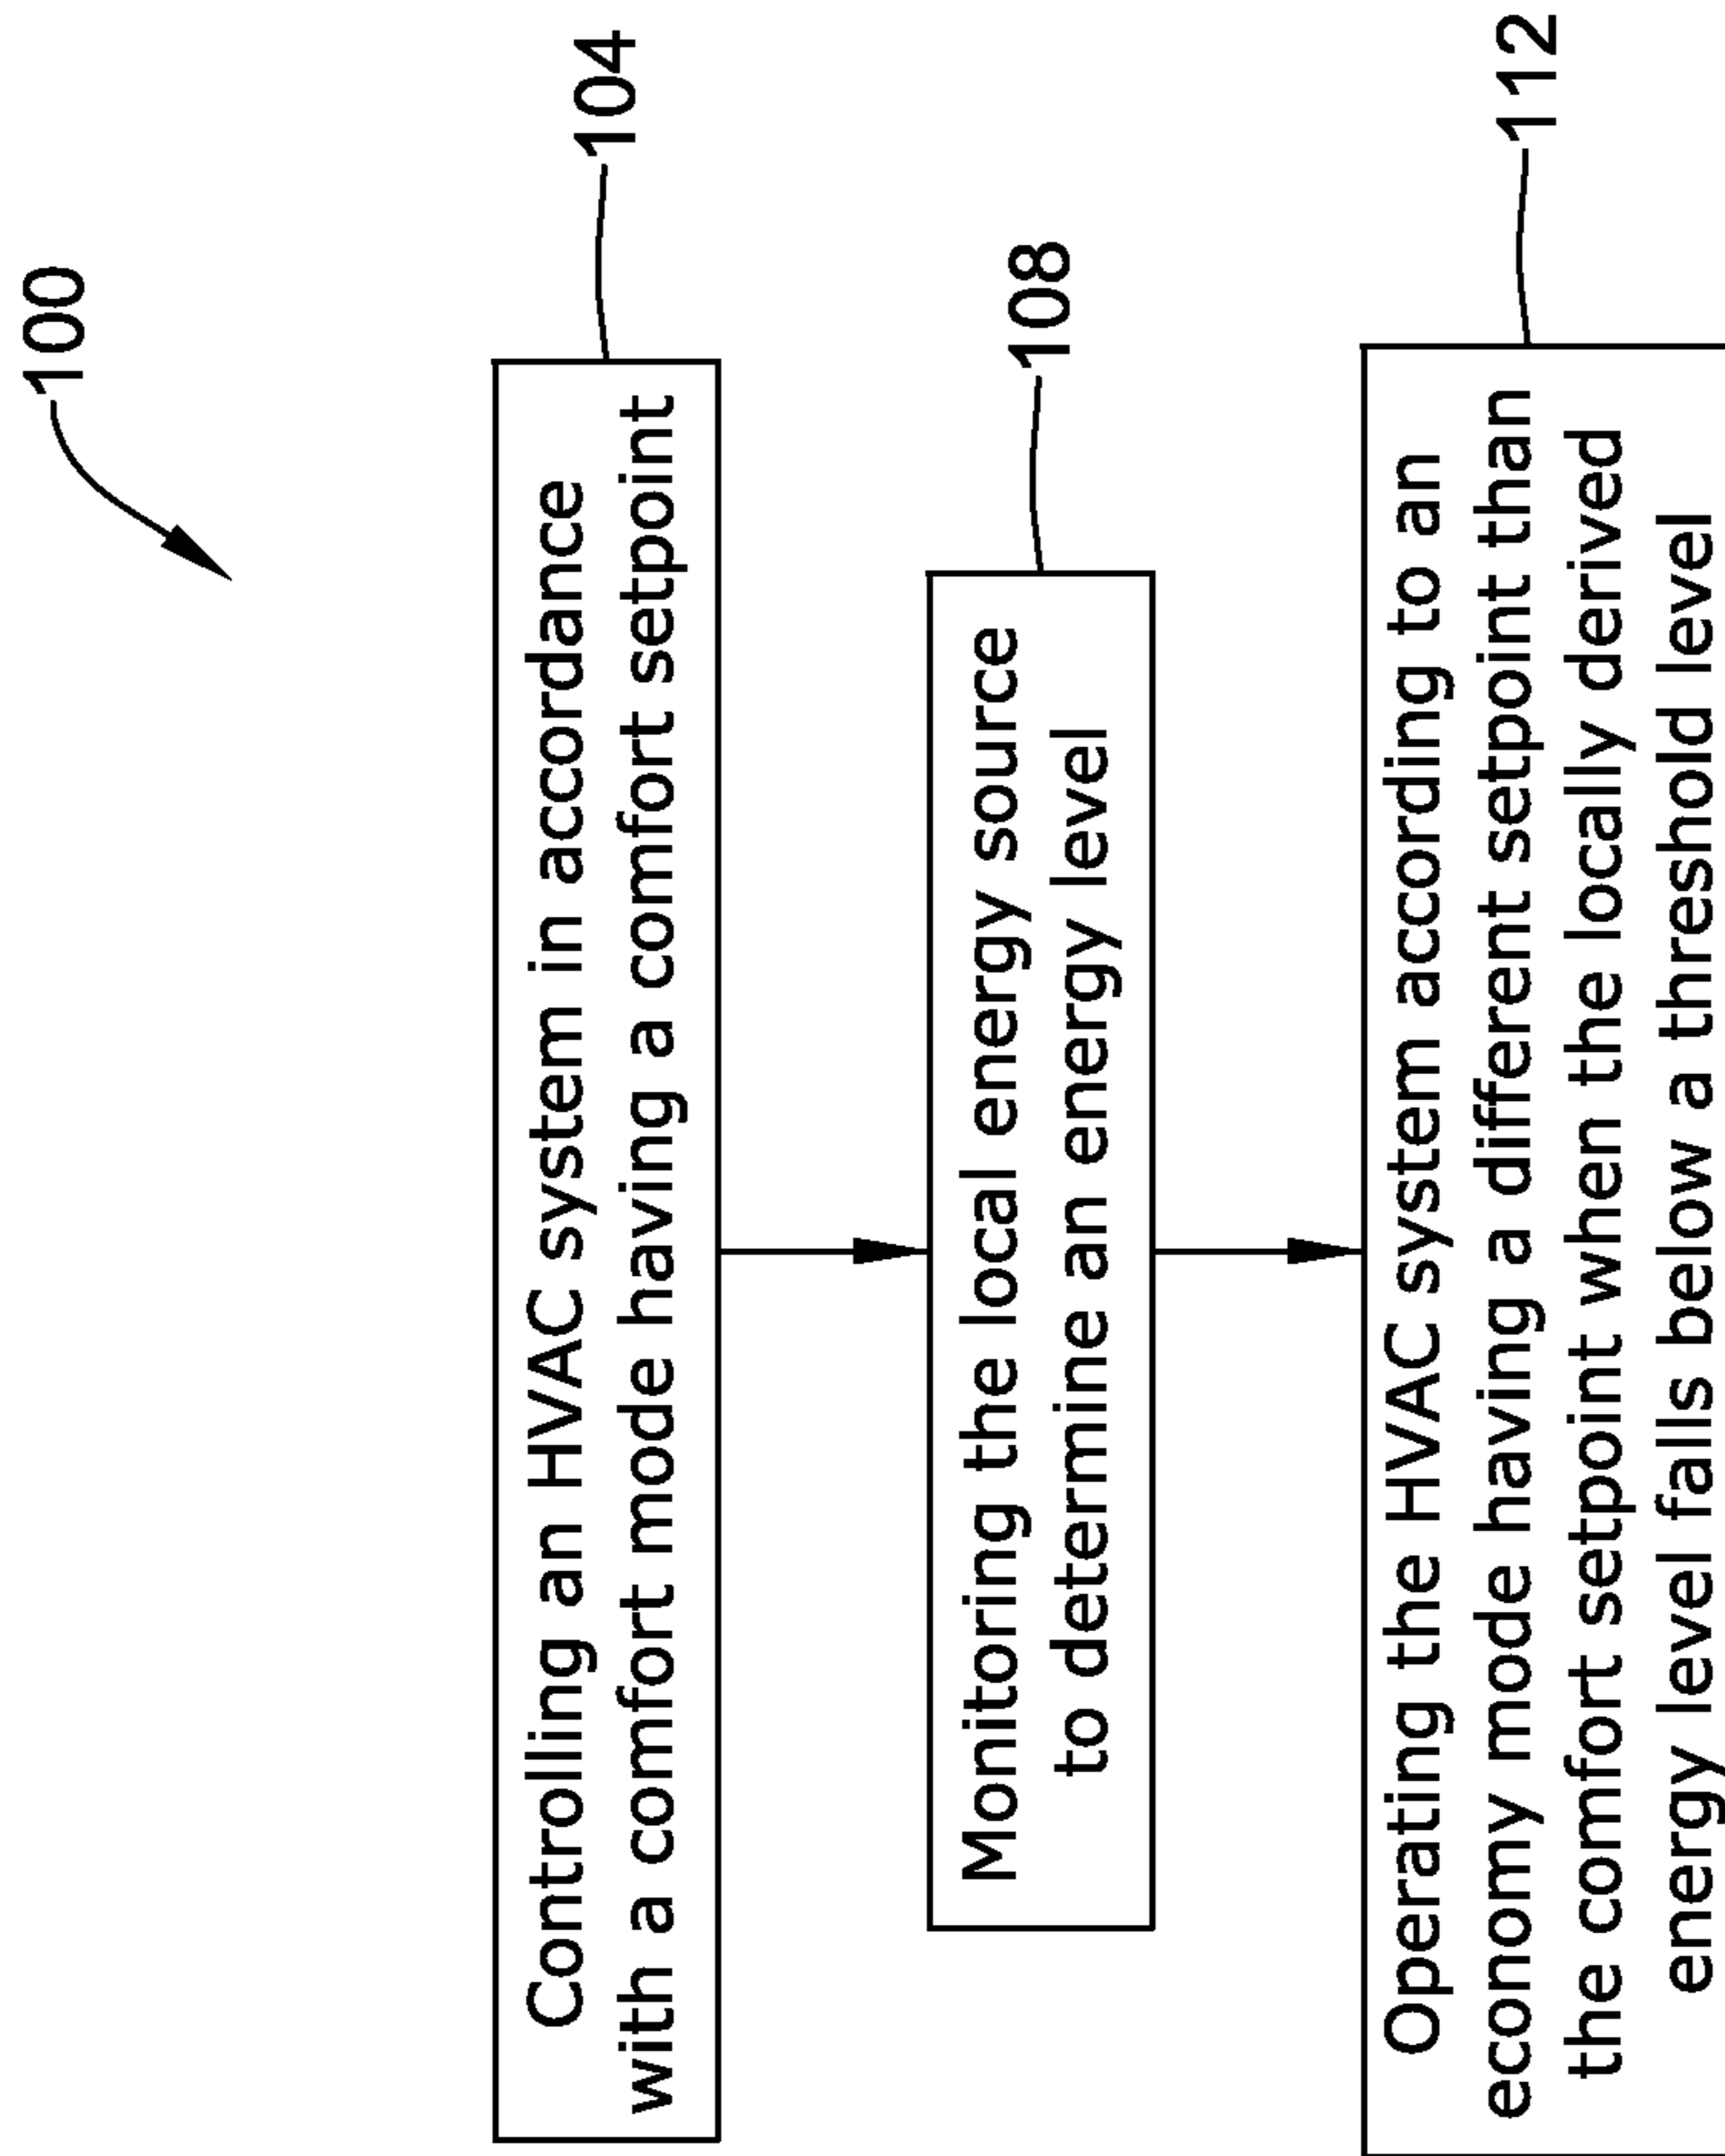 100
104
Controlling an HVAC system in accordance
with a comfort mode having a comfort setpoint
108
Monitoring the local energy source
to determine an energy level
112
Operating the HVAC system according to an
economy mode having a different setpoint than
the comfort setpoint when the locally derived
energy level falls below a threshold level